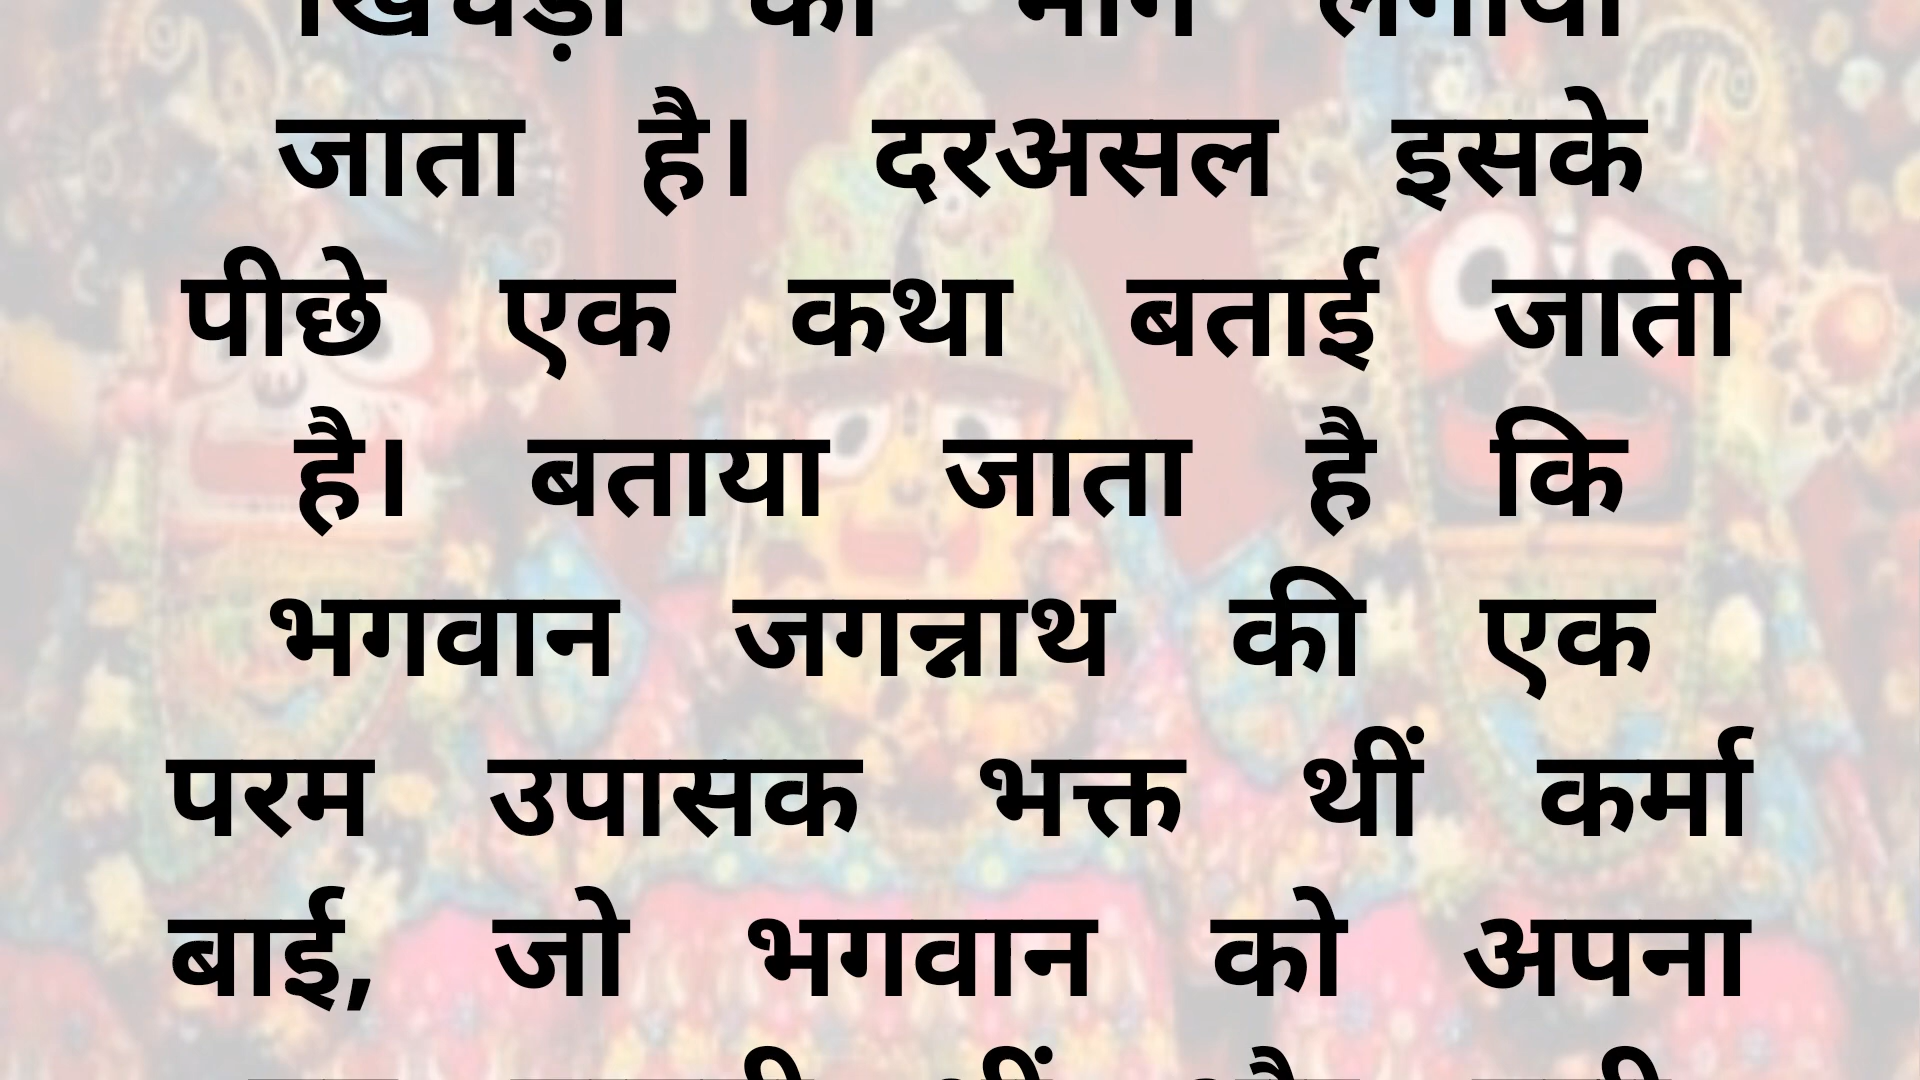 खिचड़ी का भोग लगाया
जाता है। दरअसल इसके
पीछे एक कथा बताई जाती
है। बताया जाता है कि
भगवान जगन्नाथ की एक
परम उपासक भक्त थीं कर्मा
बाई, जो भगवान को अपना